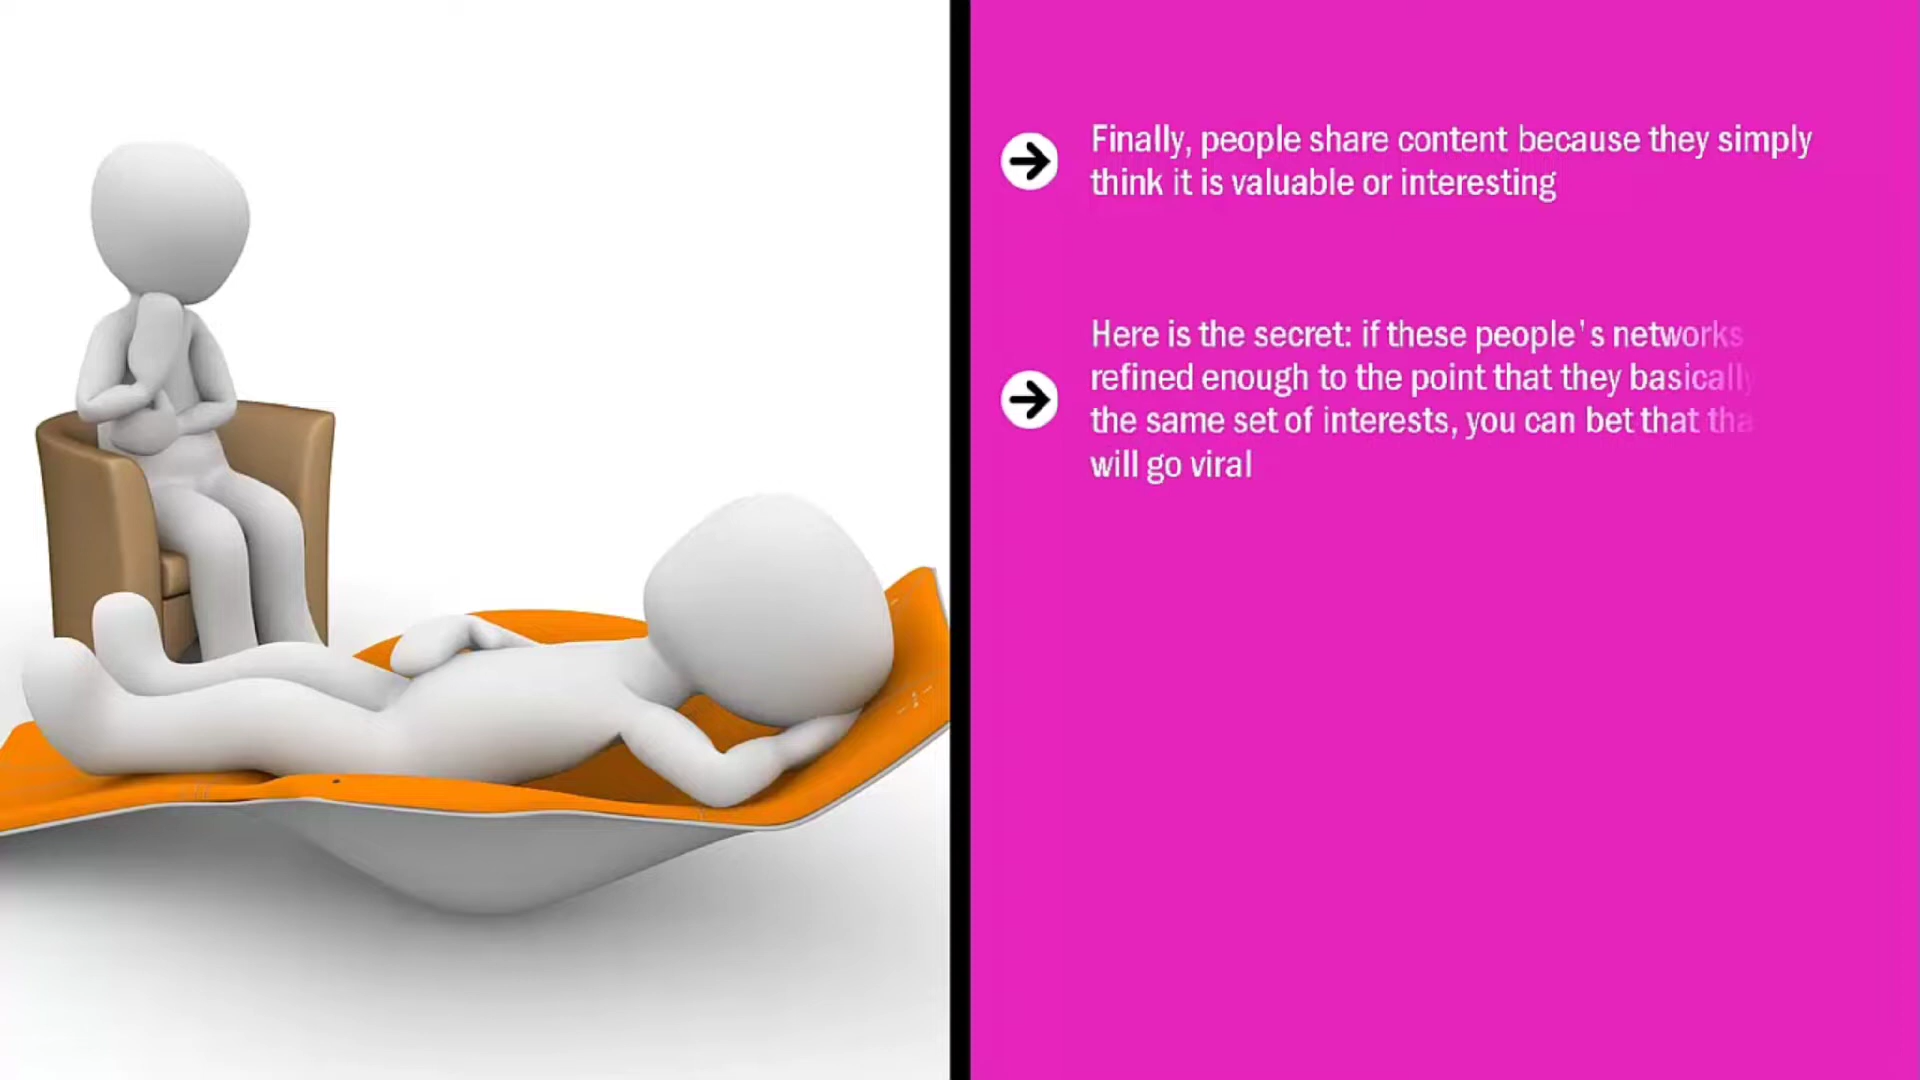 Finally, people share content because they simply
think it is valuable or interesting
Here is the secret: if these people's networks
refined enough to the point that they basically
the same set of interests, you can bet that
will go viral